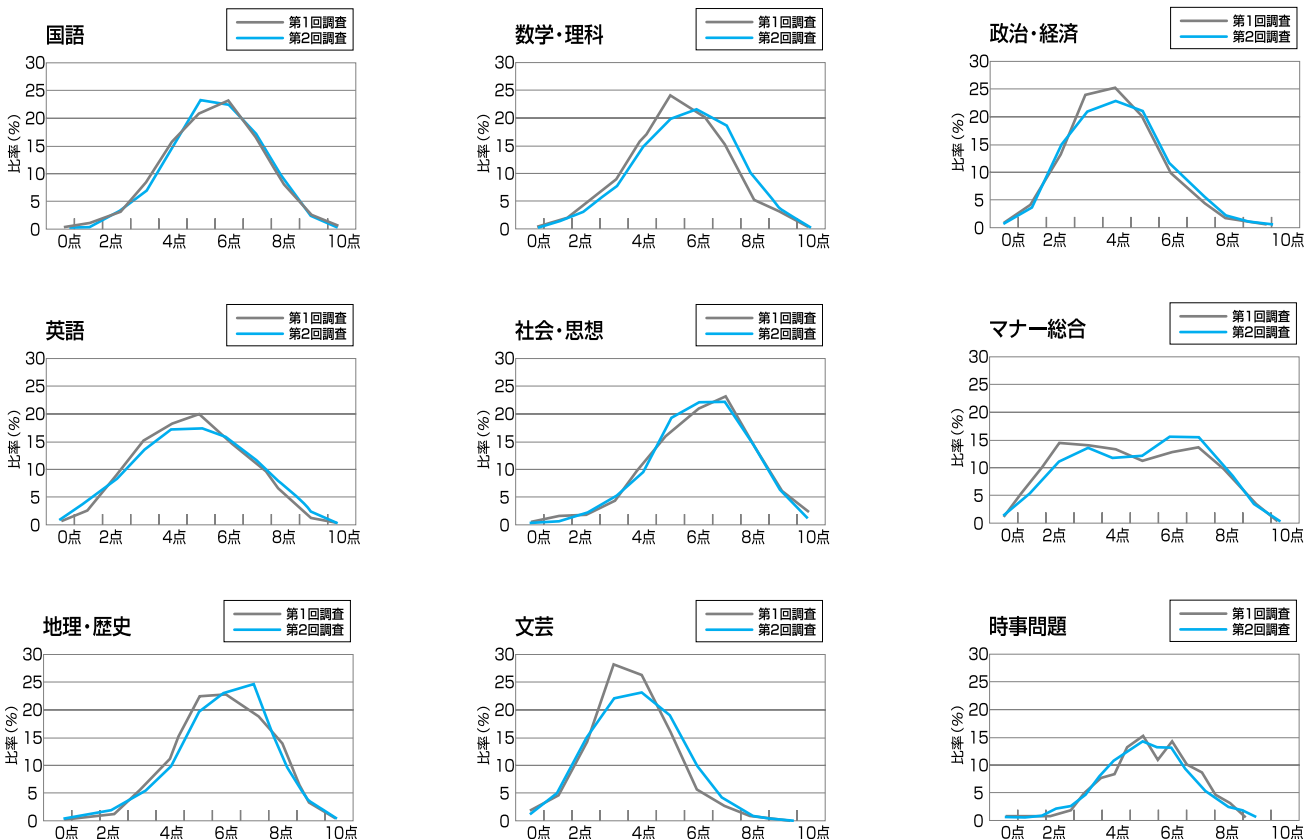 国語
第1回調査
第2回調査
比率(%)
30
25
20
15
10
5
0
0点 2点 4点 6点 8点 10点
数学・理科
第1回調査
第2回調査
比率(%)
30
25
20
15
10
5
0
0点 2点 4点 6点 8点 10点
政治・経済
第1回調査
第2回調査
比率(%)
30
25
20
15
10
5
0
0点 2点 4点 6点 8点 10点
英語
第1回調査
第2回調査
比率(%)
30
25
20
15
10
5
0
0点 2点 4点 6点 8点 10点
社会・思想
第1回調査
第2回調査
比率(%)
30
25
20
15
10
5
0
0点 2点 4点 6点 8点 10点
マナー総合
第1回調査
第2回調査
比率(%)
30
25
20
15
10
5
0
0点 2点 4点 6点 8点 10点
地理・歴史
第1回調査
第2回調査
比率(%)
30
25
20
15
10
5
0
0点 2点 4点 6点 8点 10点
文芸
第1回調査
第2回調査
比率(%)
30
25
20
15
10
5
0
0点 2点 4点 6点 8点 10点
時事問題
第1回調査
第2回調査
比率(%)
30
25
20
15
10
5
0
0点 2点 4点 6点 8点 10点